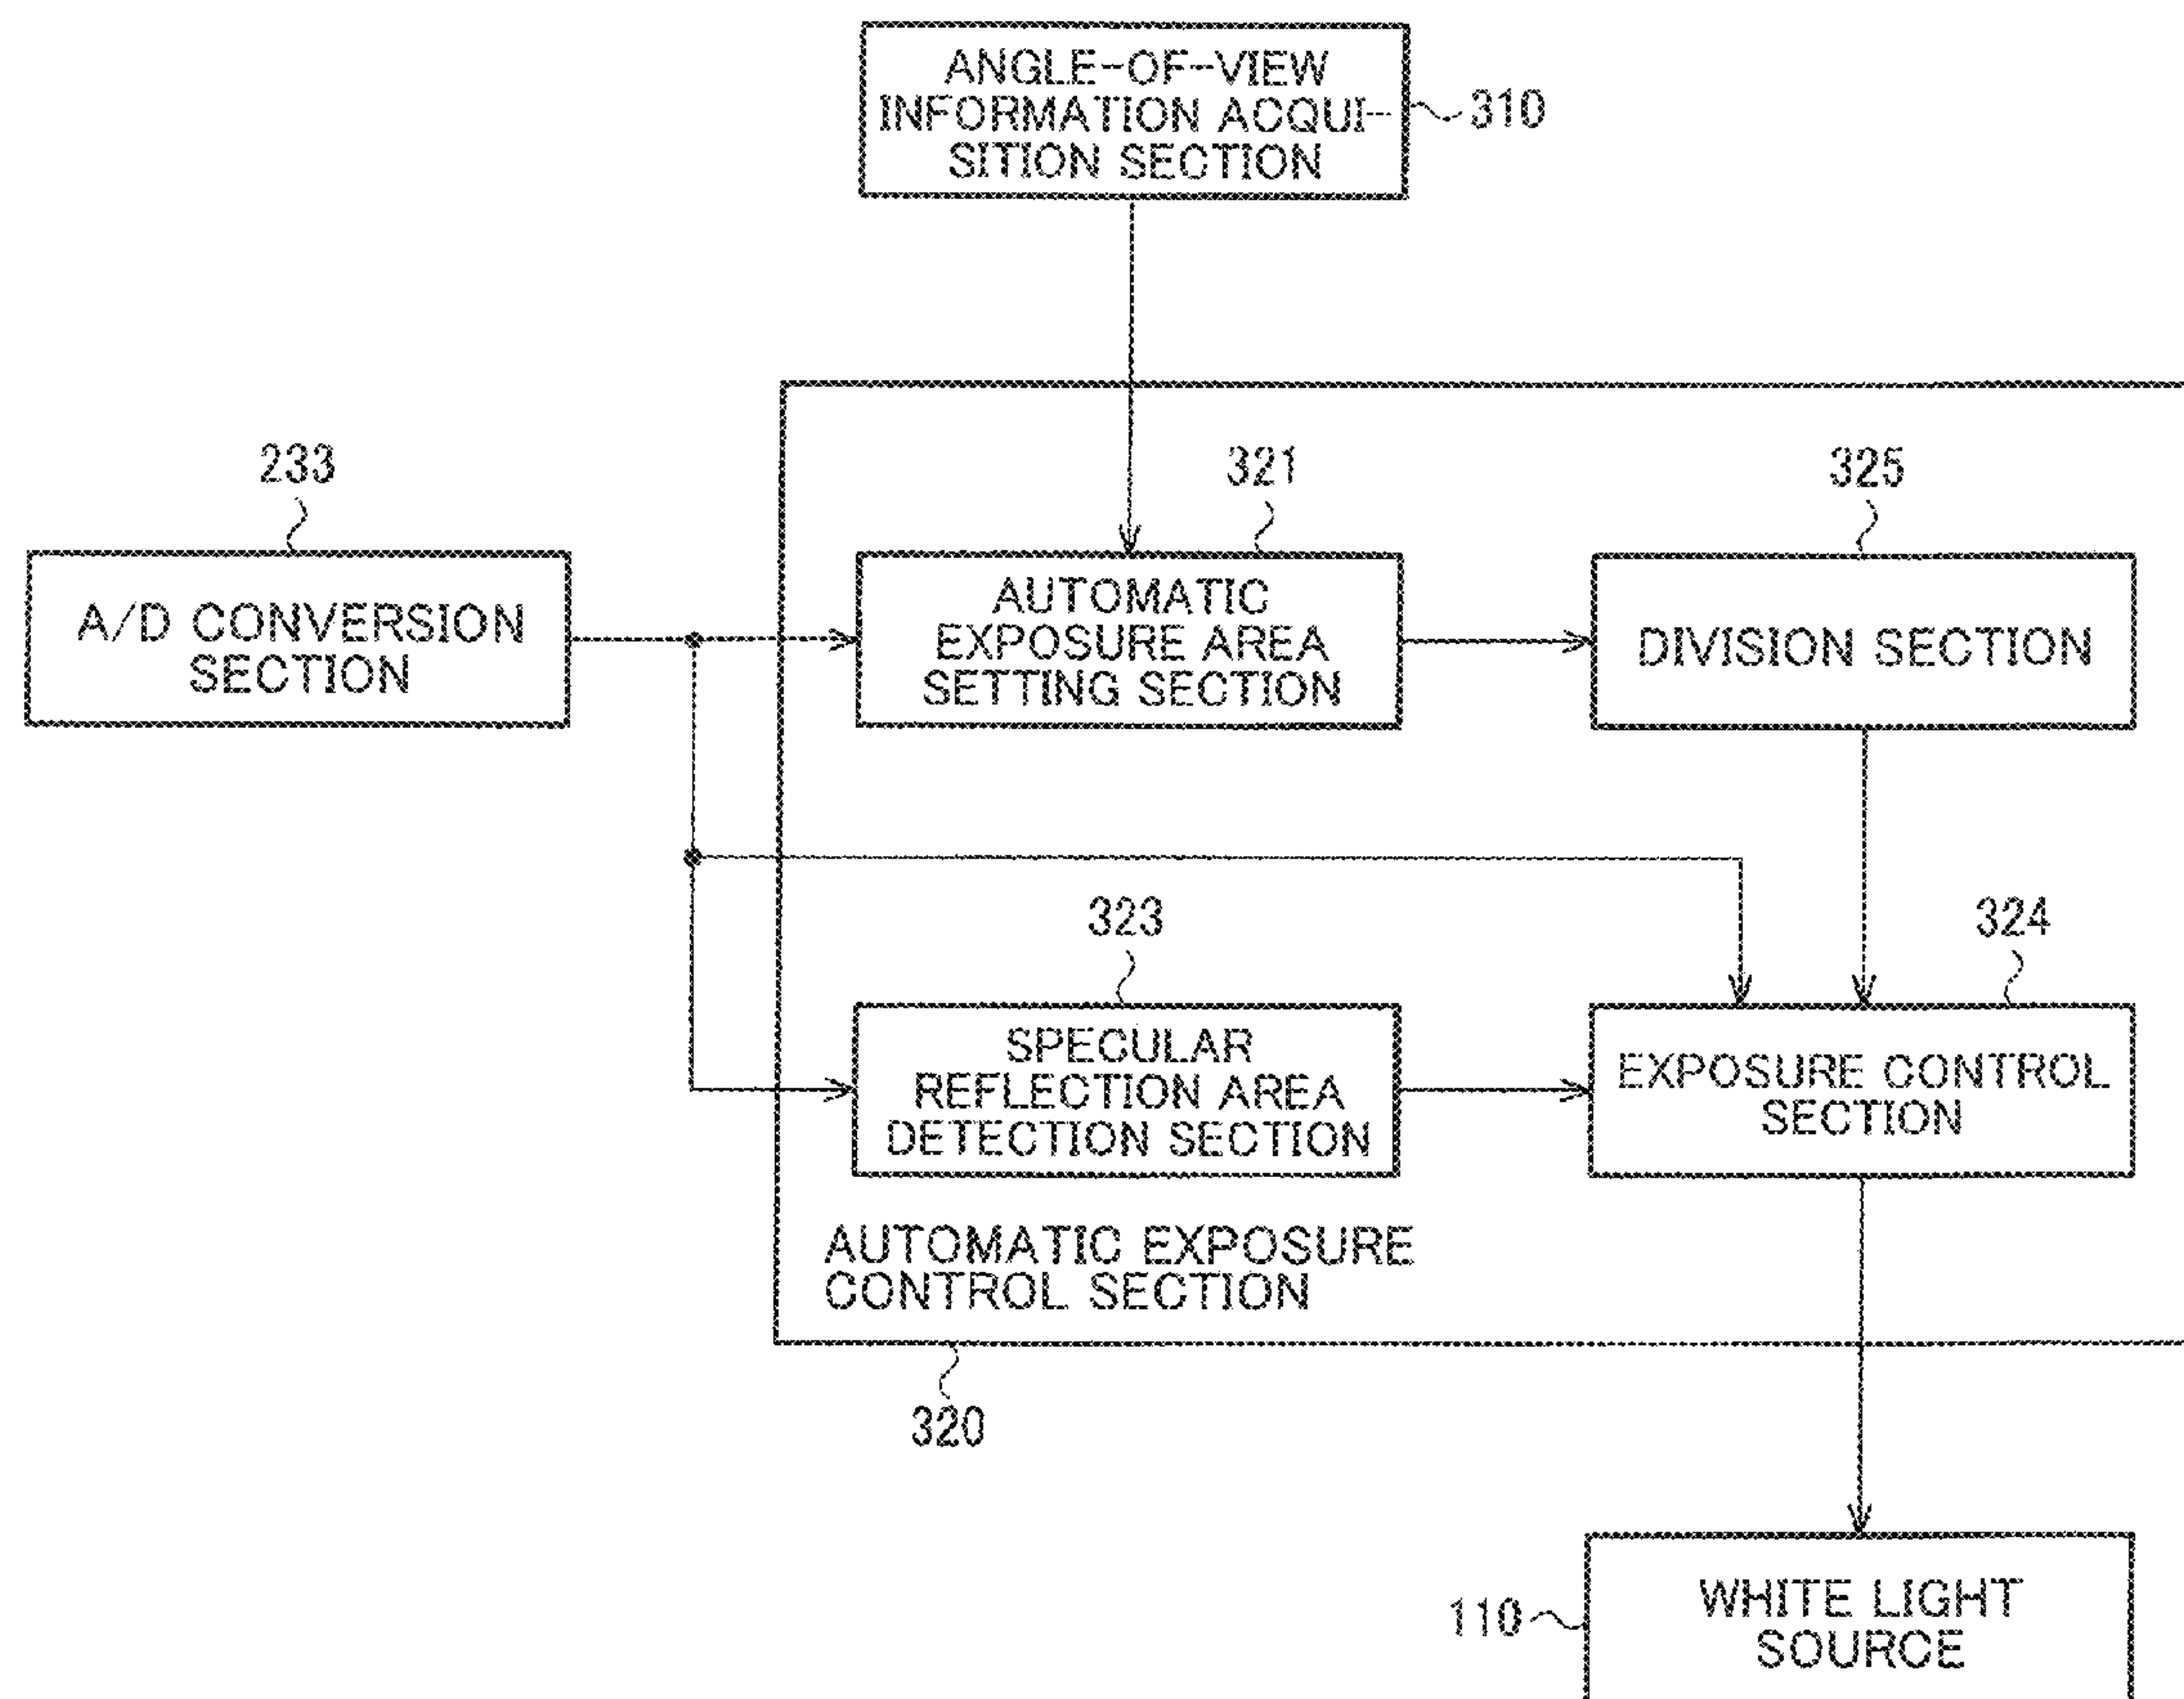 ANGLE-OF-VIEW
INFORMATION ACQUI-
SITION SECTION
310
233
321
325
A/D CONVERSION
SECTION
AUTOMATIC
EXPOSURE AREA
SETTING SECTION
DIVISION SECTION
323
324
SPECULAR
REFLECTION AREA
DETECTION SECTION
EXPOSURE CONTROL
SECTION
AUTOMATIC EXPOSURE
CONTROL SECTION
320
110
WHITE LIGHT
SOURCE